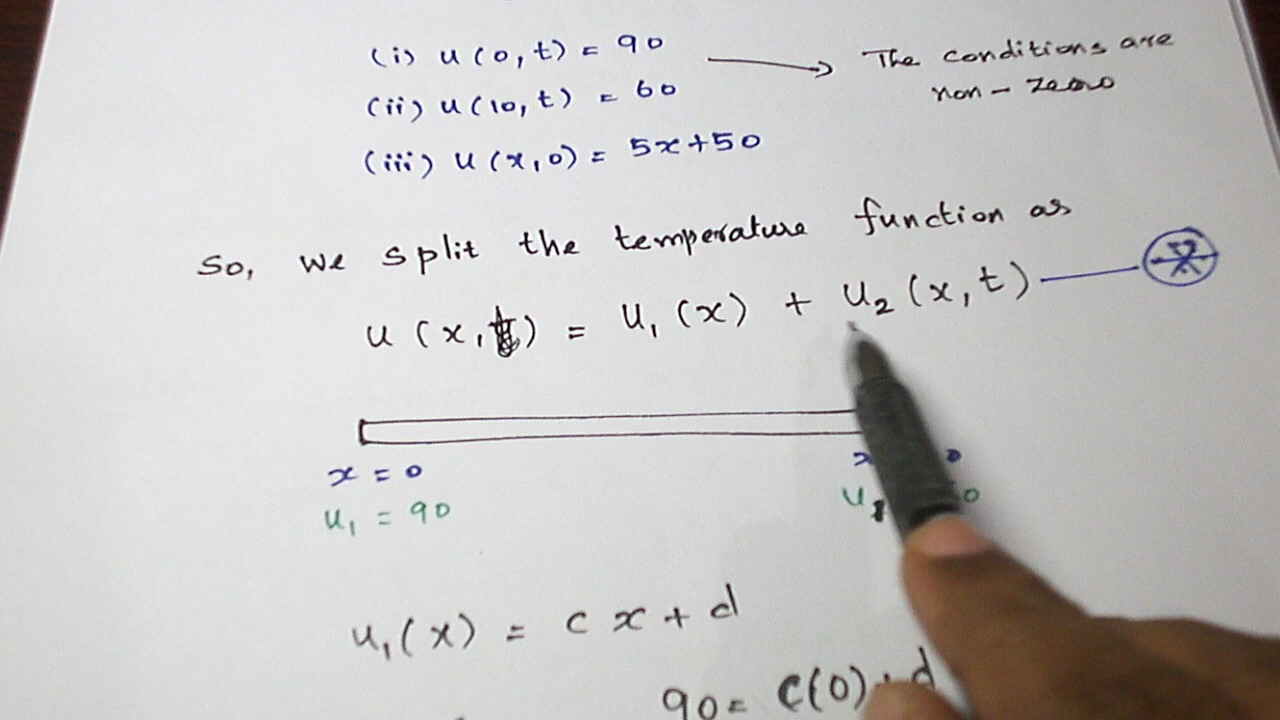 (i) u(0,t) = 90 → The conditions are
non-zero
(ii) u(10,t) = 60
(iii) u(x,0) = 5x+50
So, we split the temperature function as
u(x,t) = u₁(x) + u₂(x,t)
x = 0
u₁ = 90
u₁(x) = cx + d
90 = c(0) + d